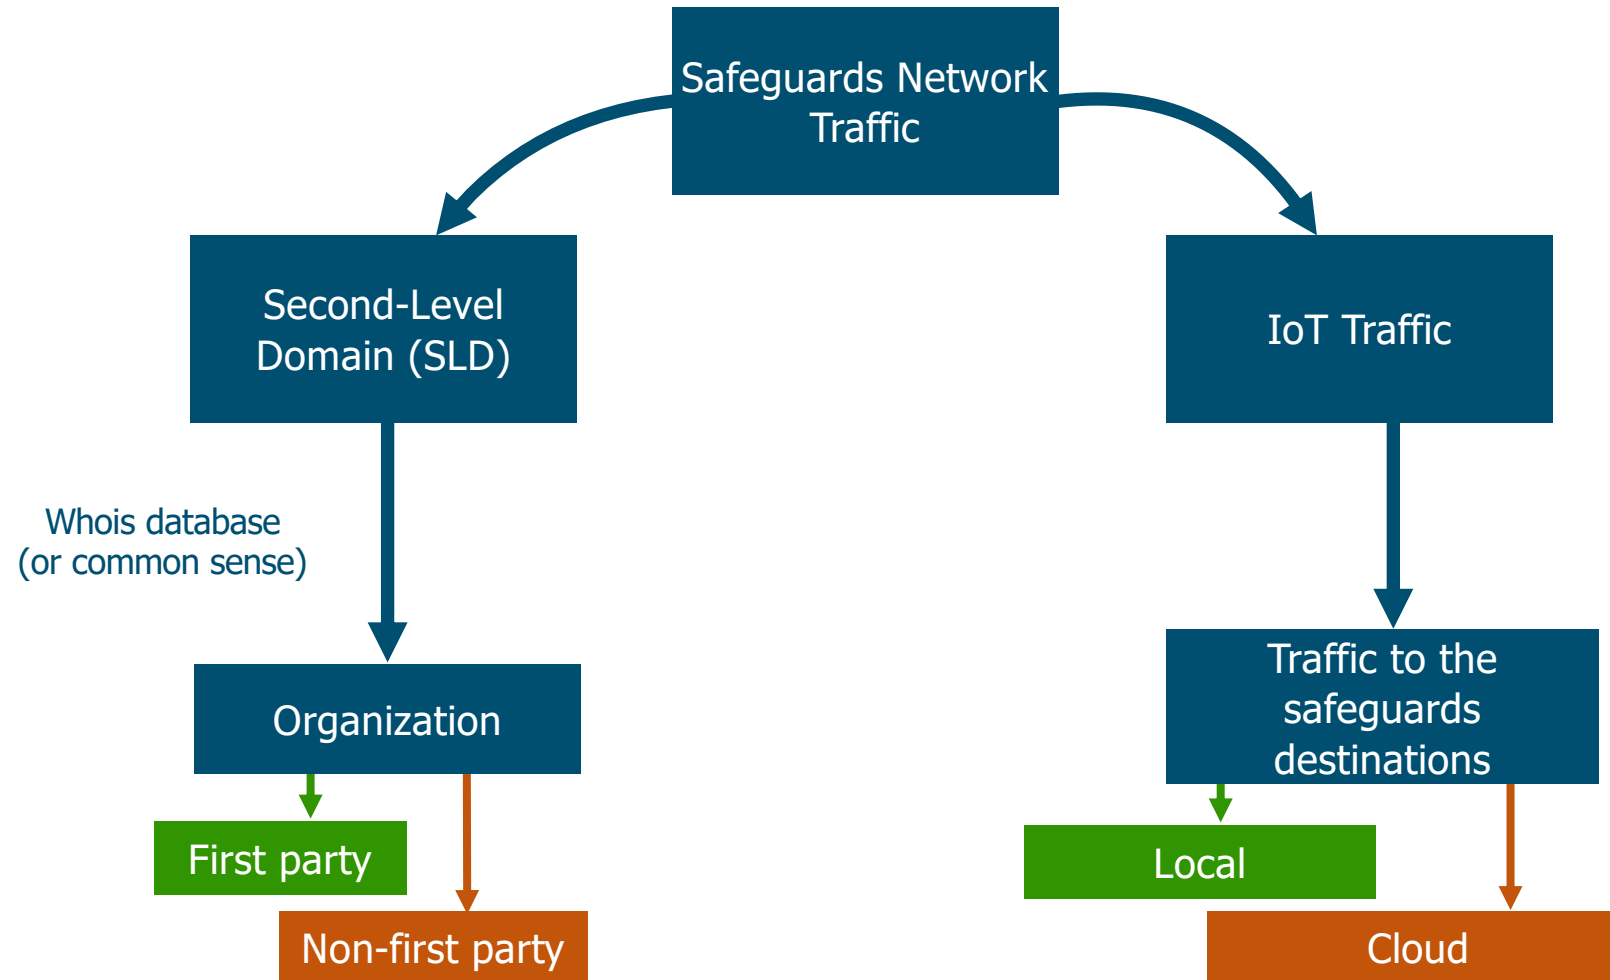 Safeguards Network
Traffic
Second-Level
Domain (SLD)
IoT Traffic
Whois database
(or common sense)
Organization
Traffic to the
safeguards
destinations
First party
Local
Non-first party
Cloud